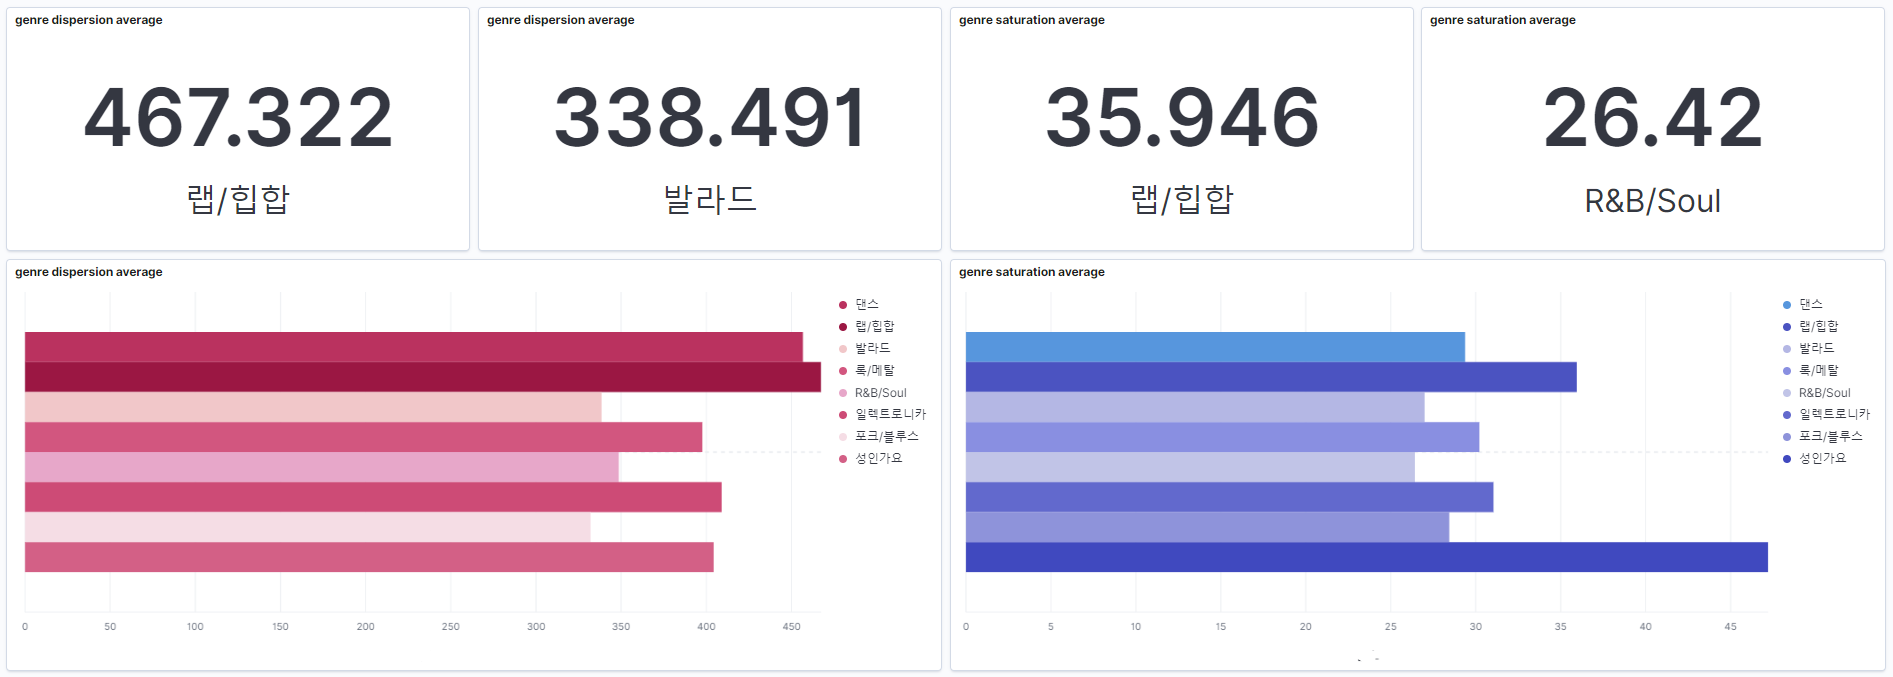 genre dispersion average
467.322
랩/힙합
genre dispersion average
338.491
발라드
genre saturation average
35.946
랩/힙합
genre saturation average
26.42
R&B/Soul
genre dispersion average
댄스
랩/힙합
발라드
록/메탈
R&B/Soul
일렉트로니카
포크/블루스
성인가요
0 50 100 150 200 250 300 350 400 450
genre saturation average
댄스
랩/힙합
발라드
록/메탈
R&B/Soul
일렉트로니카
포크/블루스
성인가요
0 5 10 15 20 25 30 35 40 45